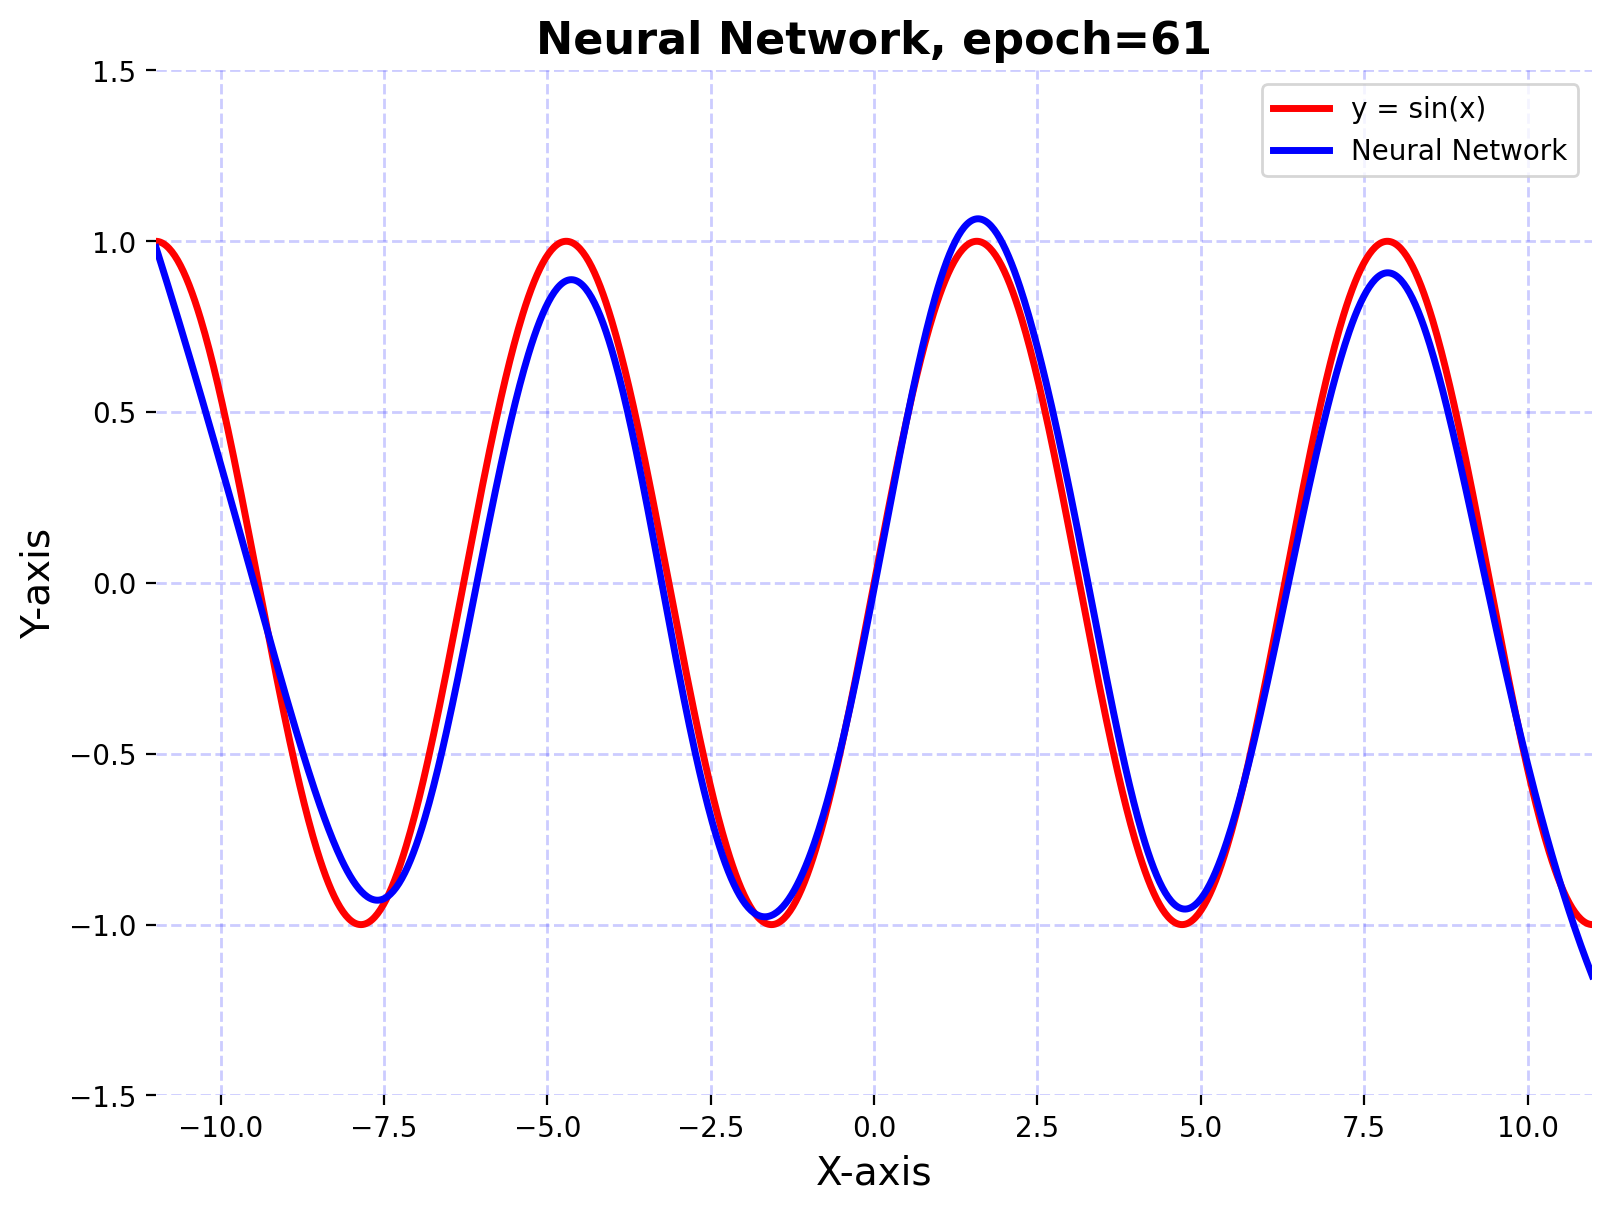 Neural Network, epoch=61
y = sin(x)
Neural Network
1.5
1.0
0.5
0.0
−0.5
−1.0
−1.5
Y-axis
−10.0 −7.5 −5.0 −2.5 0.0 2.5 5.0 7.5 10.0
X-axis